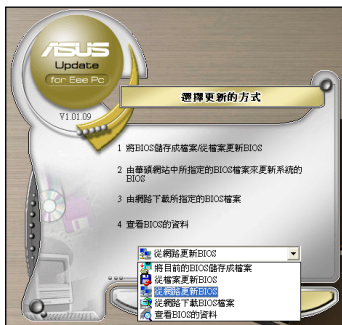 ASUS
Update
for Eee Pc
V1.01.09
選擇更新的方式
1 將BIOS儲存成檔案/從檔案更新BIOS
2 由華碩網站中所指定的BIOS檔案來更新系統的
BIOS
3 由網路下載所指定的BIOS檔案
4 查看BIOS的資料
從網路更新BIOS
將目前的BIOS儲存成檔案
從檔案更新BIOS
從網路更新BIOS
從網路下載BIOS檔案
查看BIOS的資料